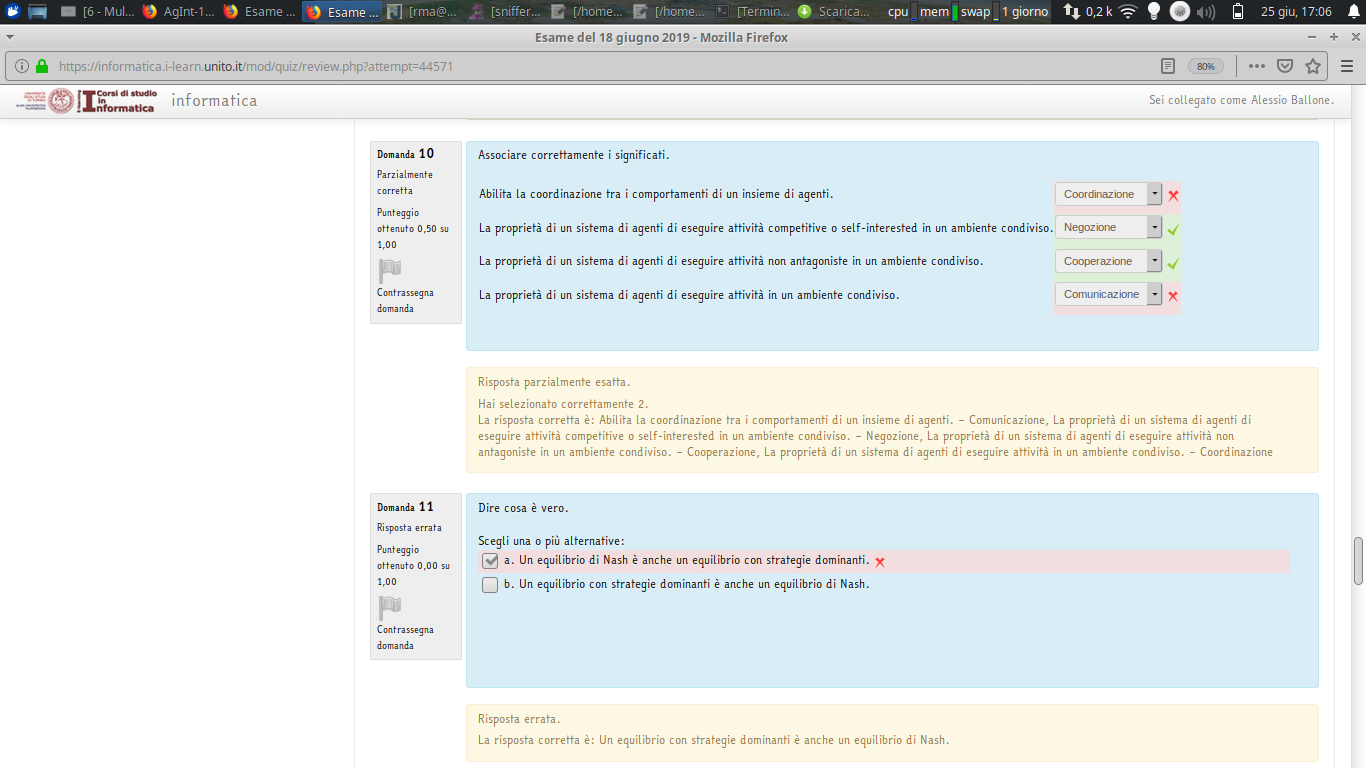 [6 - Mul... AgInt-1... Esame ... Esame ... [rma@... [sniffer... [/home... [/home... [Termin... Scarica... cpu mem swap 1 giorno 0,2 k 25 giu, 17:06
Esame del 18 giugno 2019 - Mozilla Firefox
https://informatica.i-learn.unito.it/mod/quiz/review.php?attempt=44571 80%
Corsi di studio in Informatica informatica Sei collegato come Alessio Ballone.
Domanda 10
Parzialmente
corretta
Punteggio
ottenuto 0,50 su
1,00
Contrassegna
domanda
Associare correttamente i significati.
Abilita la coordinazione tra i comportamenti di un insieme di agenti. Coordinazione
La proprietà di un sistema di agenti di eseguire attività competitive o self-interested in un ambiente condiviso. Negozione
La proprietà di un sistema di agenti di eseguire attività non antagoniste in un ambiente condiviso. Cooperazione
La proprietà di un sistema di agenti di eseguire attività in un ambiente condiviso. Comunicazione
Risposta parzialmente esatta.
Hai selezionato correttamente 2.
La risposta corretta è: Abilita la coordinazione tra i comportamenti di un insieme di agenti. – Comunicazione, La proprietà di un sistema di agenti di
eseguire attività competitive o self-interested in un ambiente condiviso. – Negozione, La proprietà di un sistema di agenti di eseguire attività non
antagoniste in un ambiente condiviso. – Cooperazione, La proprietà di un sistema di agenti di eseguire attività in un ambiente condiviso. – Coordinazione
Domanda 11
Risposta errata
Punteggio
ottenuto 0,00 su
1,00
Contrassegna
domanda
Dire cosa è vero.
Scegli una o più alternative:
a. Un equilibrio di Nash è anche un equilibrio con strategie dominanti.
b. Un equilibrio con strategie dominanti è anche un equilibrio di Nash.
Risposta errata.
La risposta corretta è: Un equilibrio con strategie dominanti è anche un equilibrio di Nash.